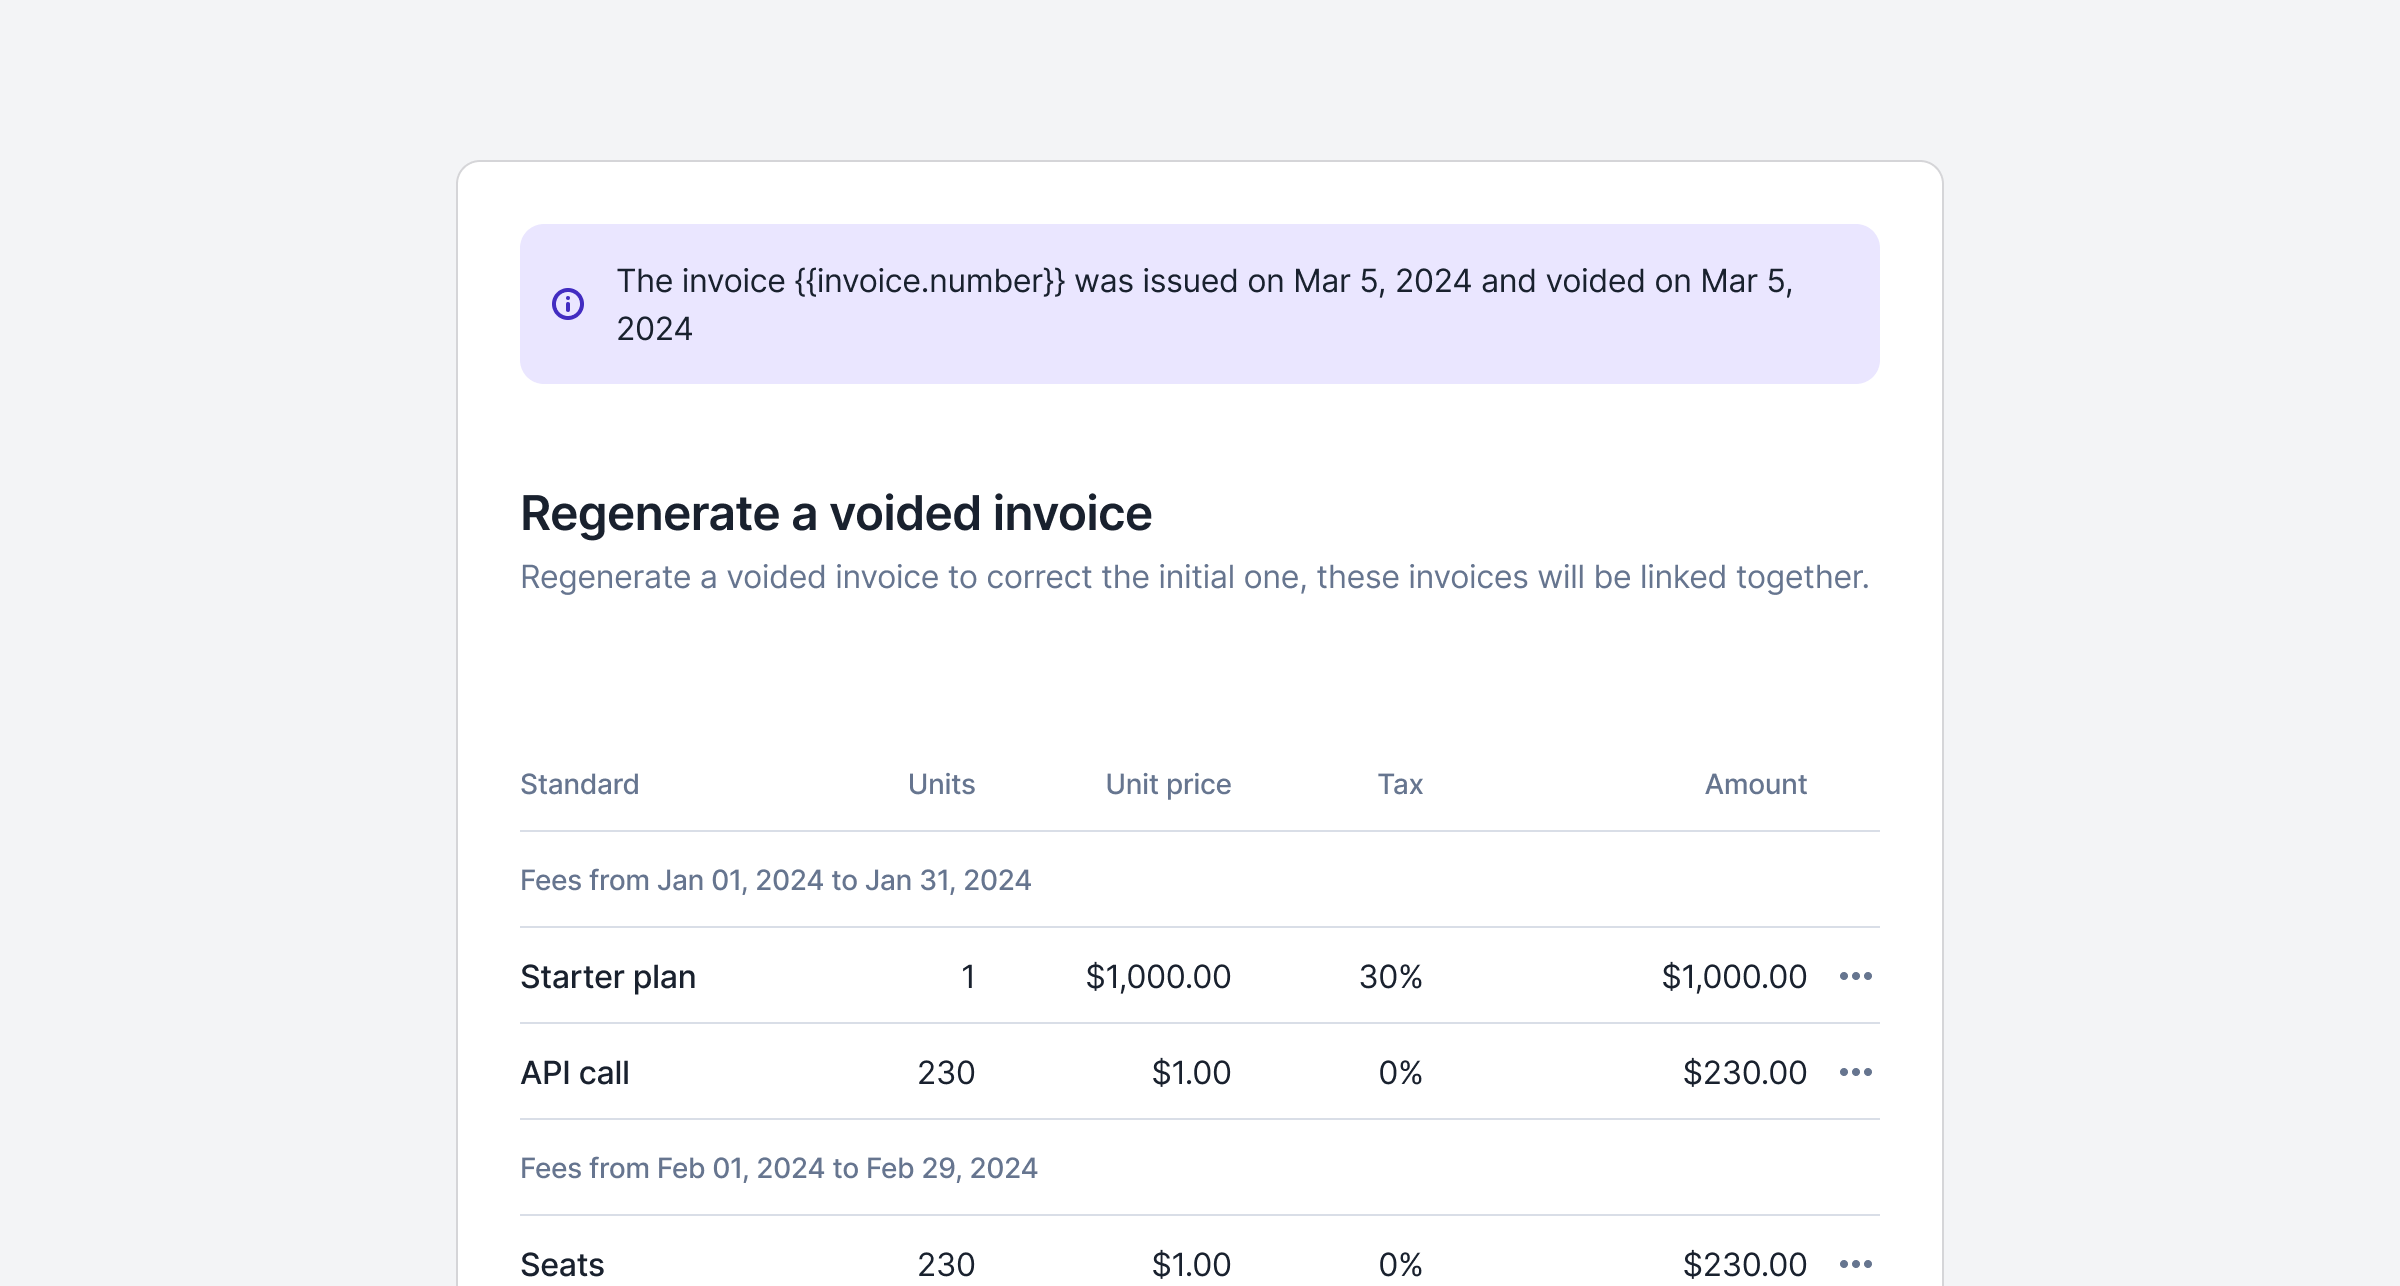 The invoice {{invoice.number}} was issued on Mar 5, 2024 and voided on Mar 5,
2024
Regenerate a voided invoice
Regenerate a voided invoice to correct the initial one, these invoices will be linked together.
Standard Units Unit price Tax Amount
Fees from Jan 01, 2024 to Jan 31, 2024
Starter plan 1 $1,000.00 30% $1,000.00
API call 230 $1.00 0% $230.00
Fees from Feb 01, 2024 to Feb 29, 2024
Seats 230 $1.00 0% $230.00